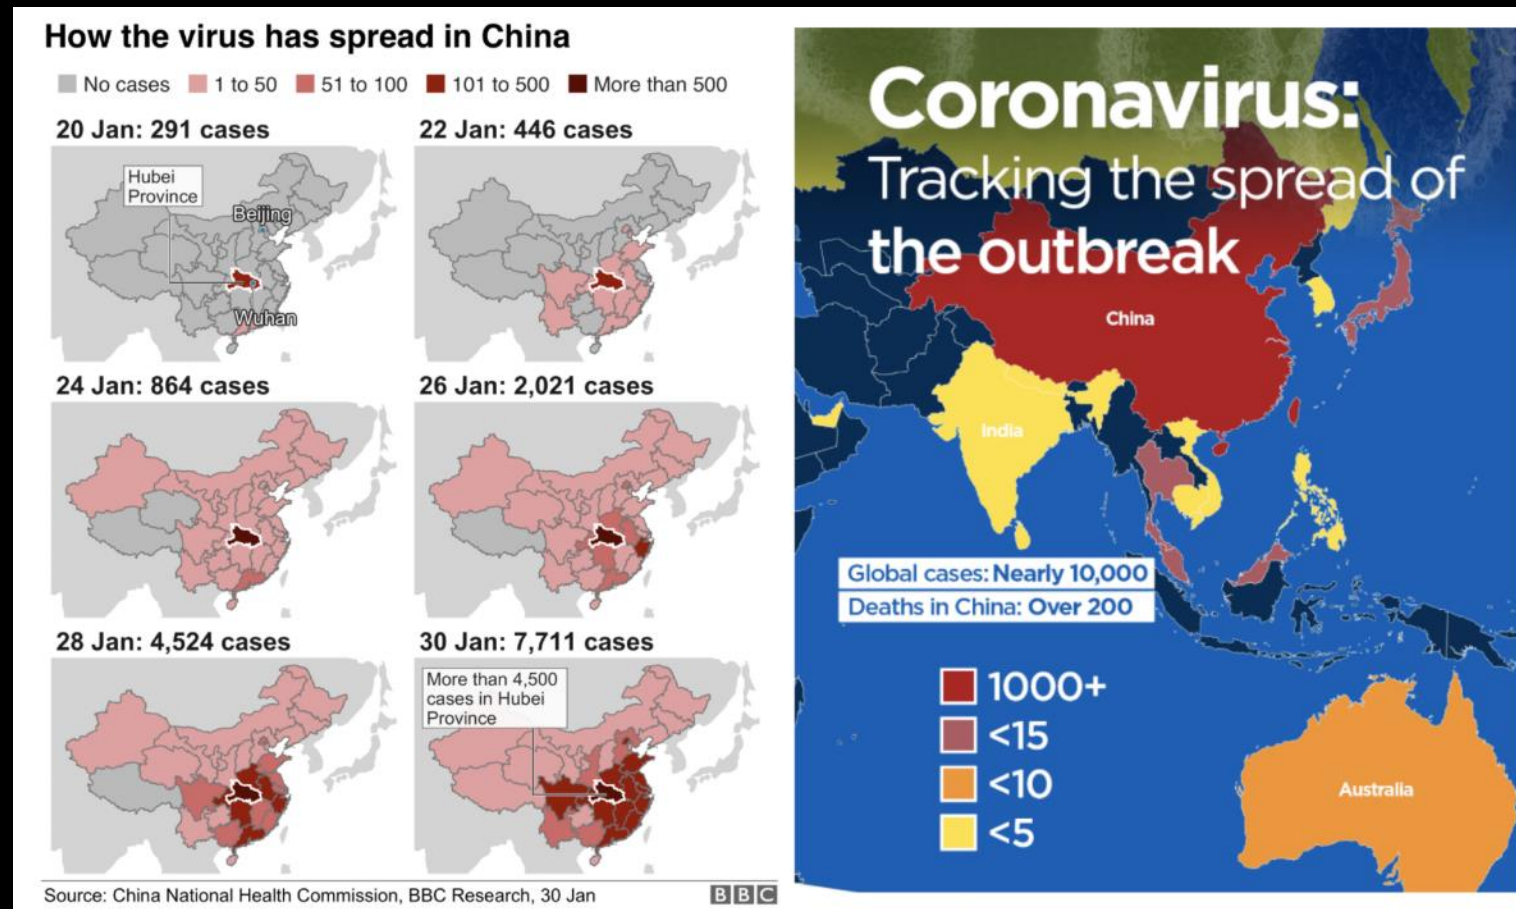 How the virus has spread in China
No cases 1 to 50 51 to 100 101 to 500 More than 500
20 Jan: 291 cases
Hubei
Province
Beijing
Wuhan
22 Jan: 446 cases
24 Jan: 864 cases
26 Jan: 2,021 cases
28 Jan: 4,524 cases
30 Jan: 7,711 cases
More than 4,500
cases in Hubei
Province
Source: China National Health Commission, BBC Research, 30 Jan
BBC
Coronavirus:
Tracking the spread of
the outbreak
China
India
Global cases: Nearly 10,000
Deaths in China: Over 200
1000+
<15
<10
<5
Australia